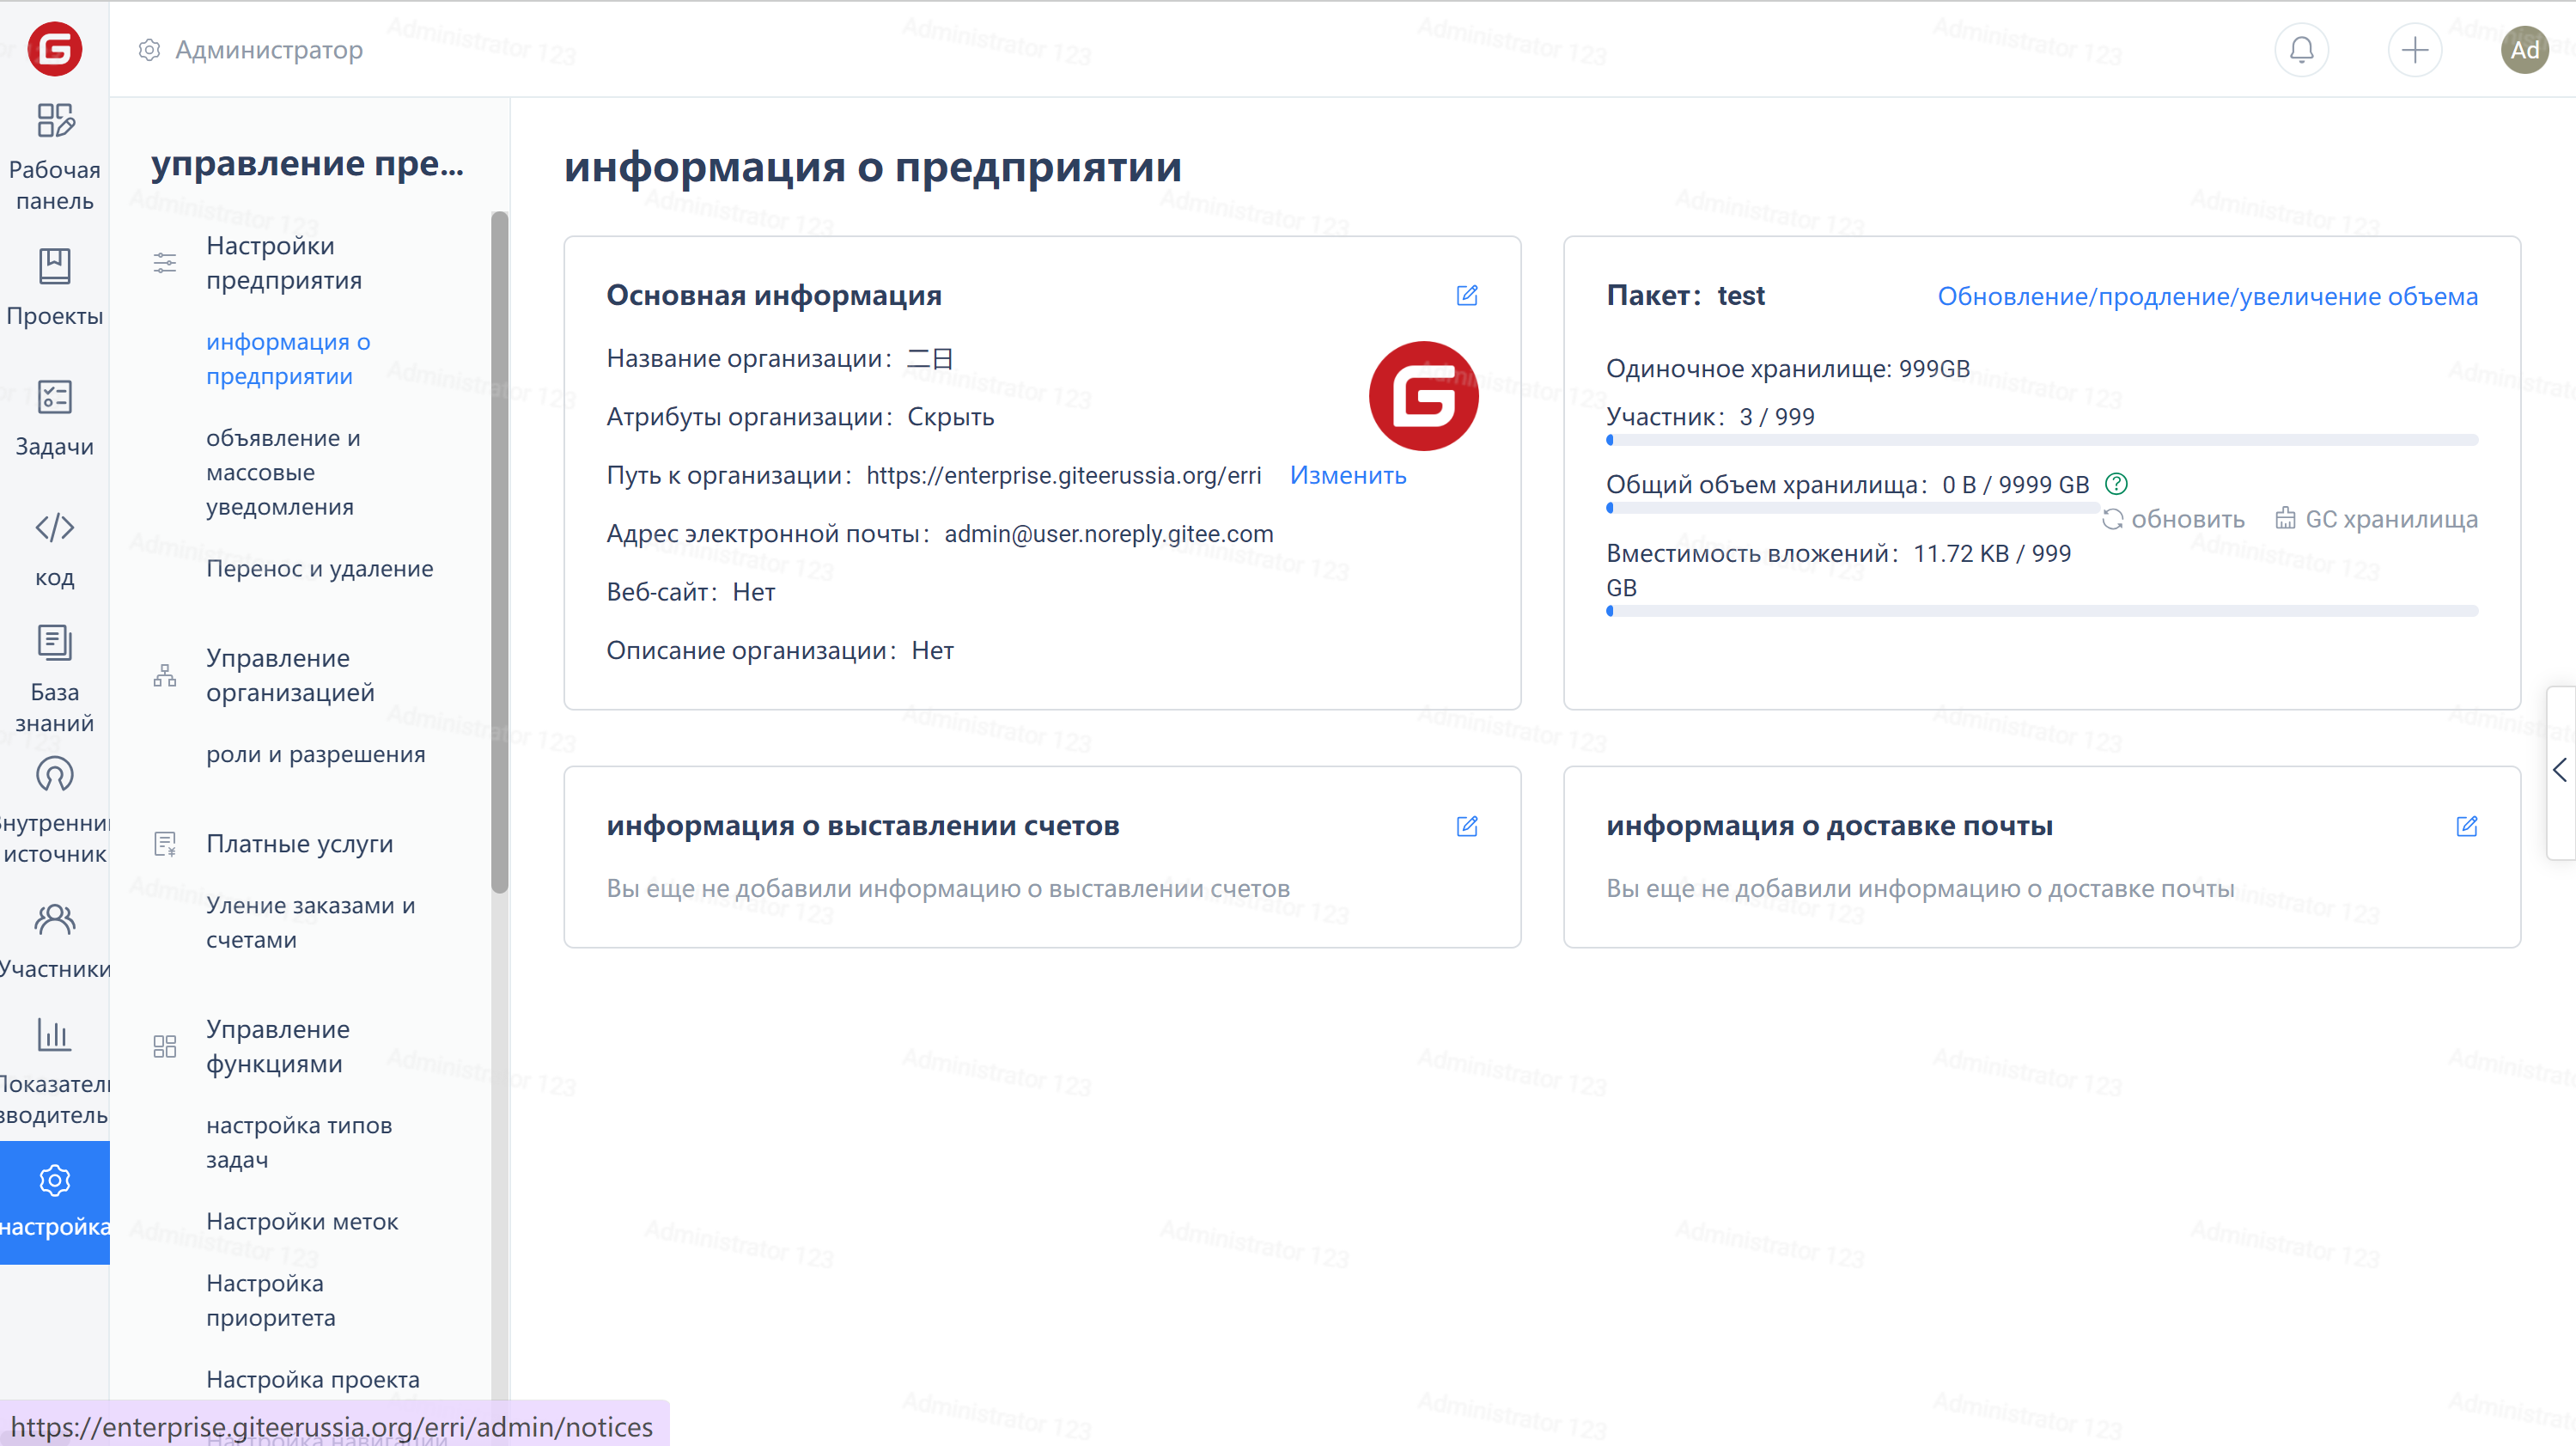 Администратор
Ad
Рабочая
панель
Проекты
Задачи
код
База
знаний
источник
Участники
настройка
управление пре...
Настройки
предприятия
информация о
предприятии
объявление и
массовые
уведомления
Перенос и удаление
Управление
организацией
роли и разрешения
Платные услуги
Уление заказами и
счетами
Управление
функциями
настройка типов
задач
Настройки меток
Настройка
приоритета
Настройка проекта
Настройка навигации
https://enterprise.giteerussia.org/erri/admin/notices
информация о предприятии
Основная информация
Название организации：二日
Атрибуты организации：Скрыть
Путь к организации：https://enterprise.giteerussia.org/erri Изменить
Адрес электронной почты：admin@user.noreply.gitee.com
Веб-сайт：Нет
Описание организации：Нет
Пакет：test
Обновление/продление/увеличение объема
Одиночное хранилище: 999GB
Участник：3 / 999
Общий объем хранилища：0 B / 9999 GB
обновить GC хранилища
Вместимость вложений：11.72 KB / 999
GB
информация о выставлении счетов
Вы еще не добавили информацию о выставлении счетов
информация о доставке почты
Вы еще не добавили информацию о доставке почты
Administrator 123